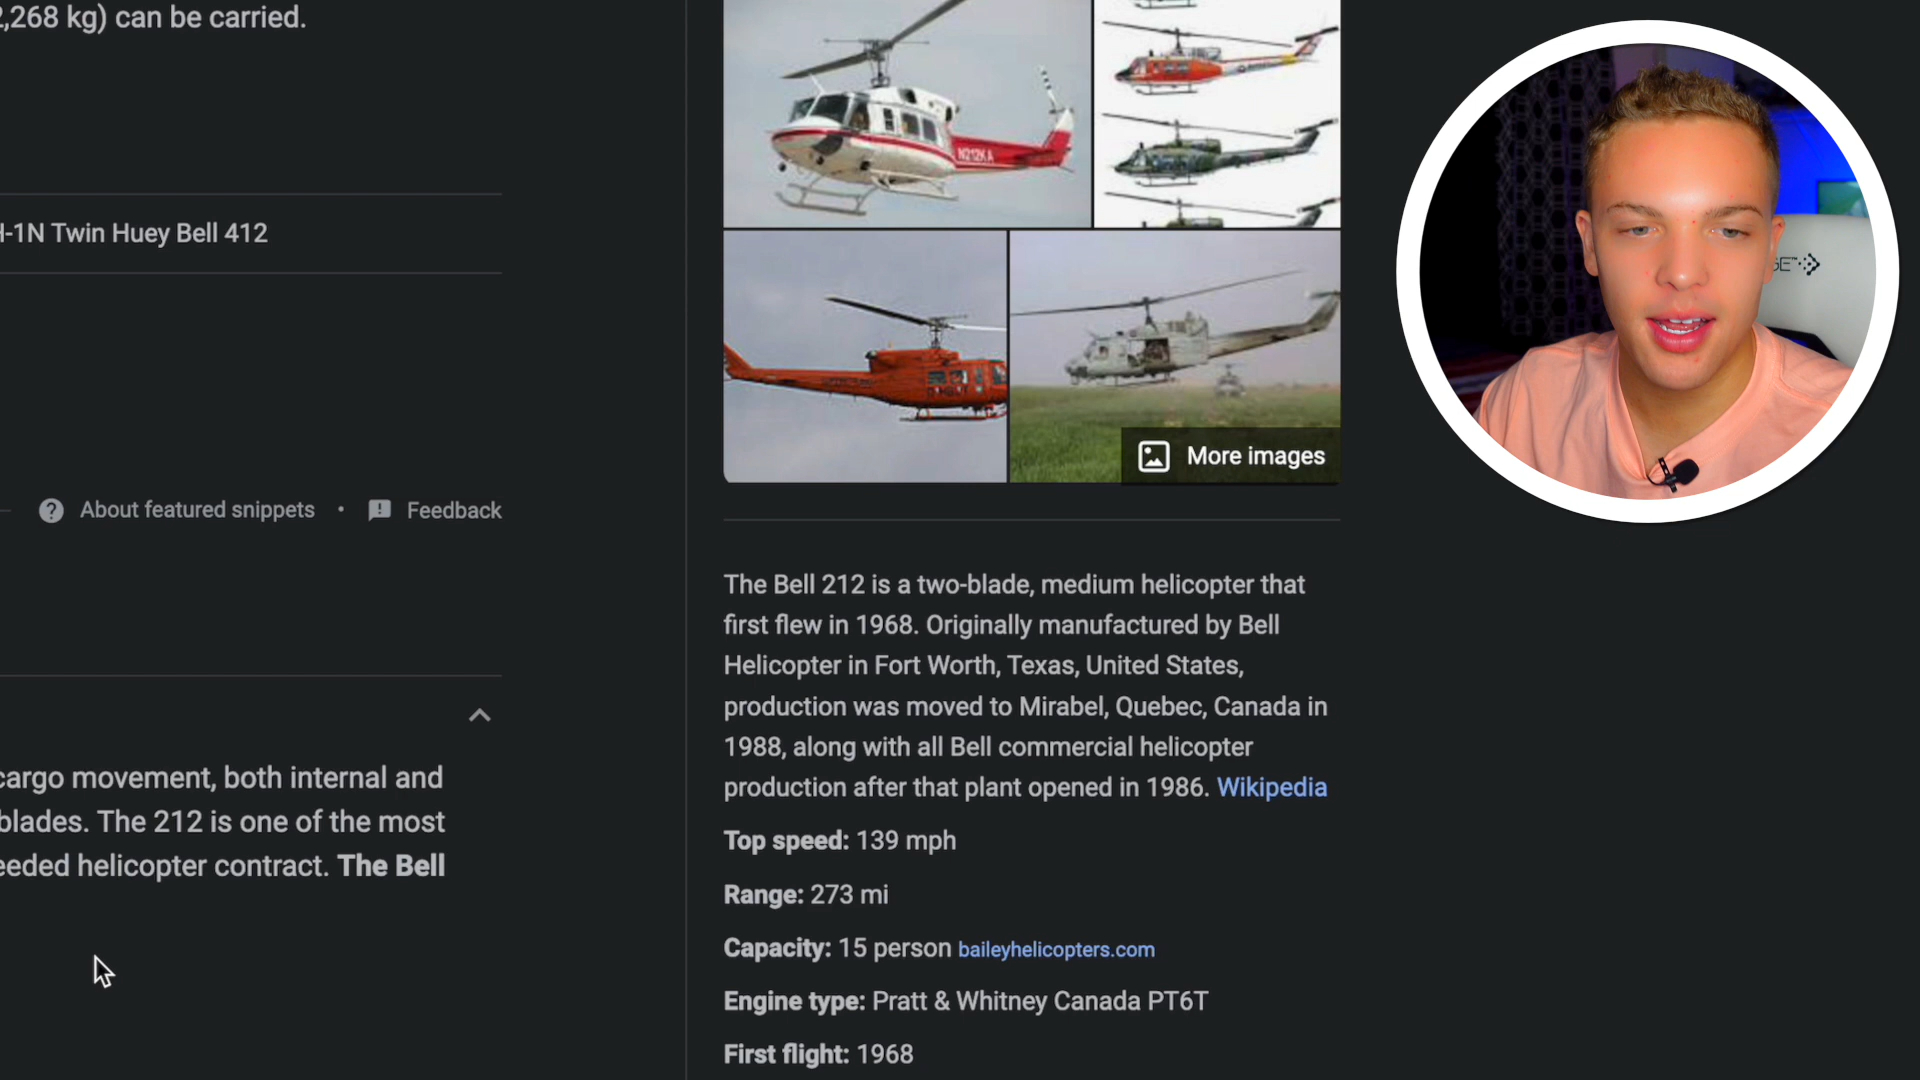 2,268 kg) can be carried.
H-1N Twin Huey Bell 412
About featured snippets • Feedback
cargo movement, both internal and
blades. The 212 is one of the most
eeded helicopter contract. The Bell
N212KA
More images
The Bell 212 is a two-blade, medium helicopter that
first flew in 1968. Originally manufactured by Bell
Helicopter in Fort Worth, Texas, United States,
production was moved to Mirabel, Quebec, Canada in
1988, along with all Bell commercial helicopter
production after that plant opened in 1986. Wikipedia
Top speed: 139 mph
Range: 273 mi
Capacity: 15 person baileyhelicopters.com
Engine type: Pratt & Whitney Canada PT6T
First flight: 1968